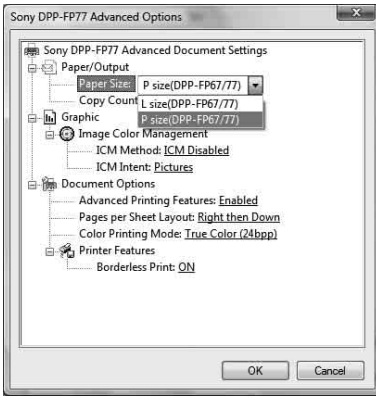 Sony DPP-FP77 Advanced Options
Sony DPP-FP77 Advanced Document Settings
Paper/Output
Paper Size: P size(DPP-FP67/77)
L size(DPP-FP67/77)
Copy Count
P size(DPP-FP67/77)
Graphic
Image Color Management
ICM Method: ICM Disabled
ICM Intent: Pictures
Document Options
Advanced Printing Features: Enabled
Pages per Sheet Layout: Right then Down
Color Printing Mode: True Color (24bpp)
Printer Features
Borderless Print: ON
OK Cancel